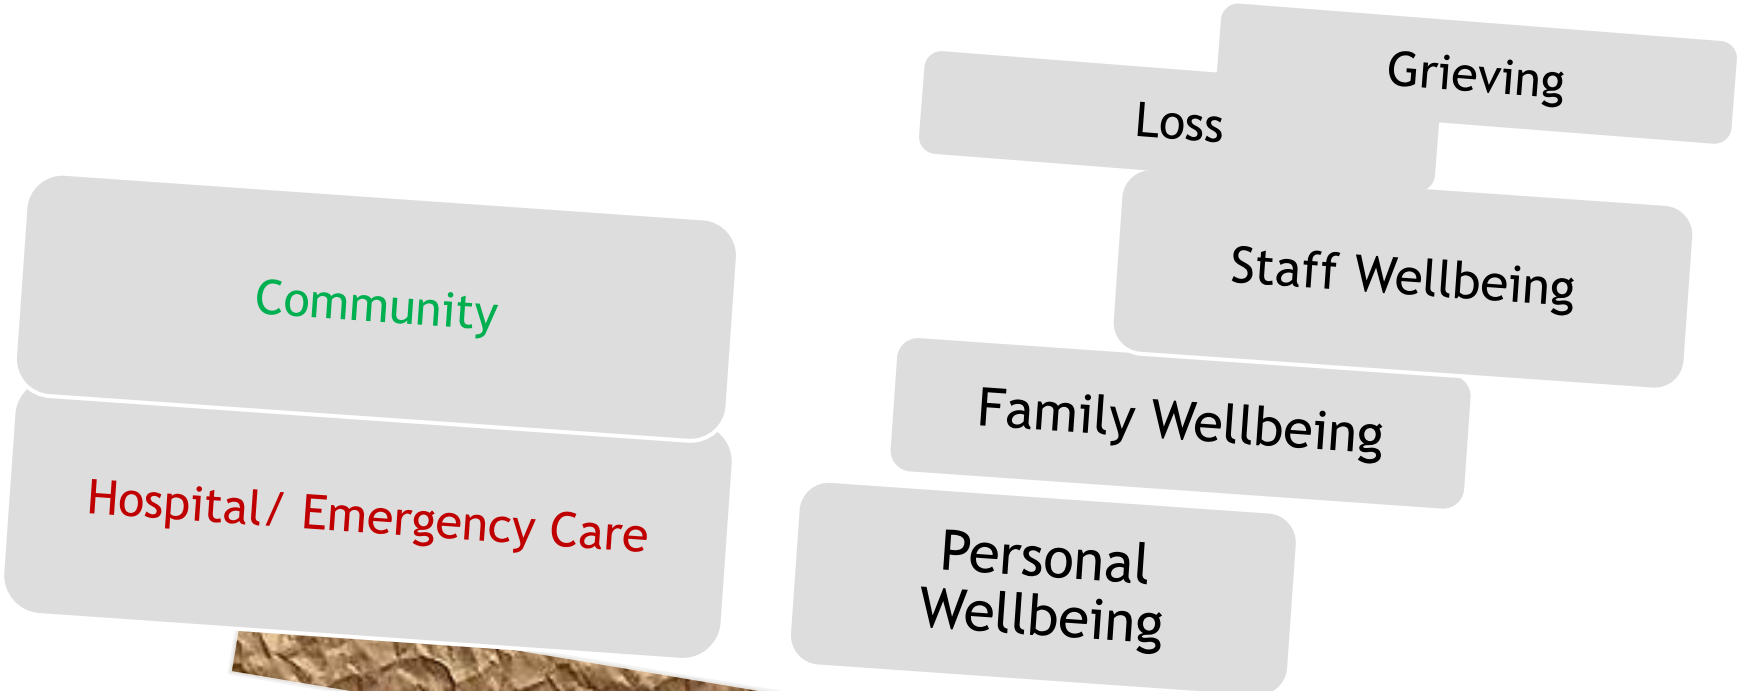 Grieving
Loss
Staff Wellbeing
Family Wellbeing
Personal
Wellbeing
Community
Hospital/ Emergency Care